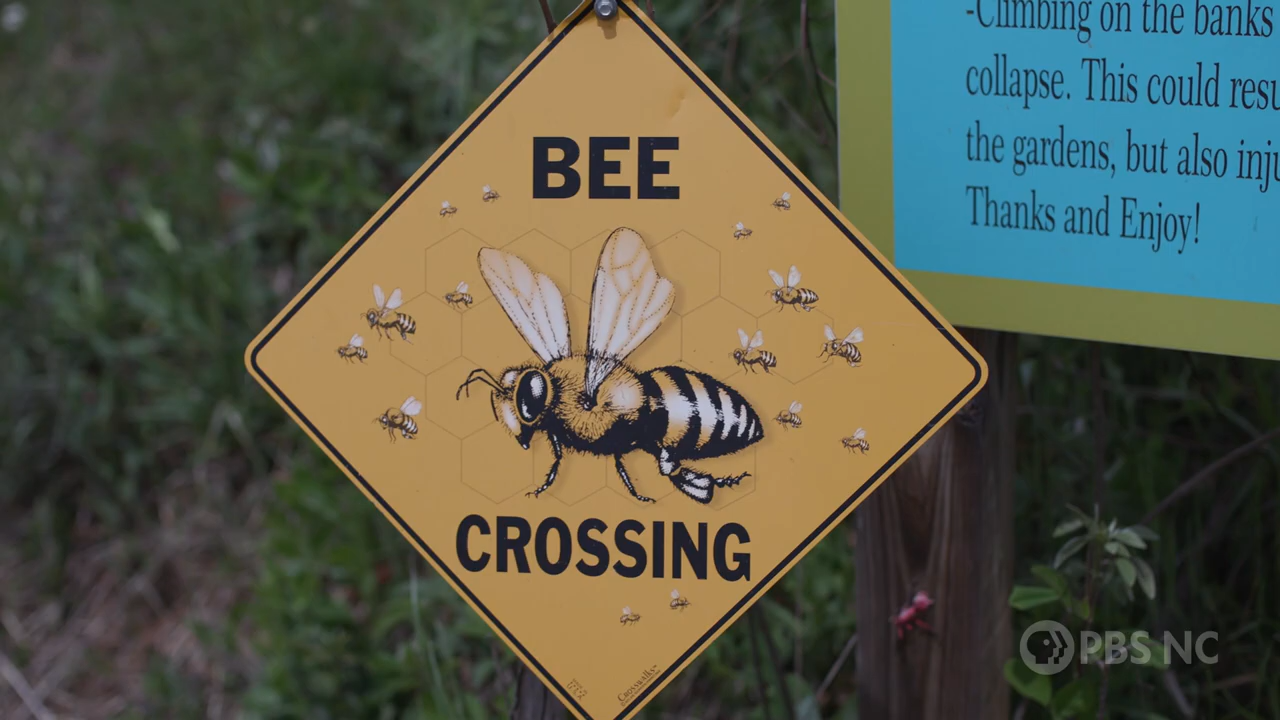 BEE
CROSSING
-Climbing on the banks
collapse. This could resu
the gardens, but also inju
Thanks and Enjoy!
Crosswalks
PBS NC